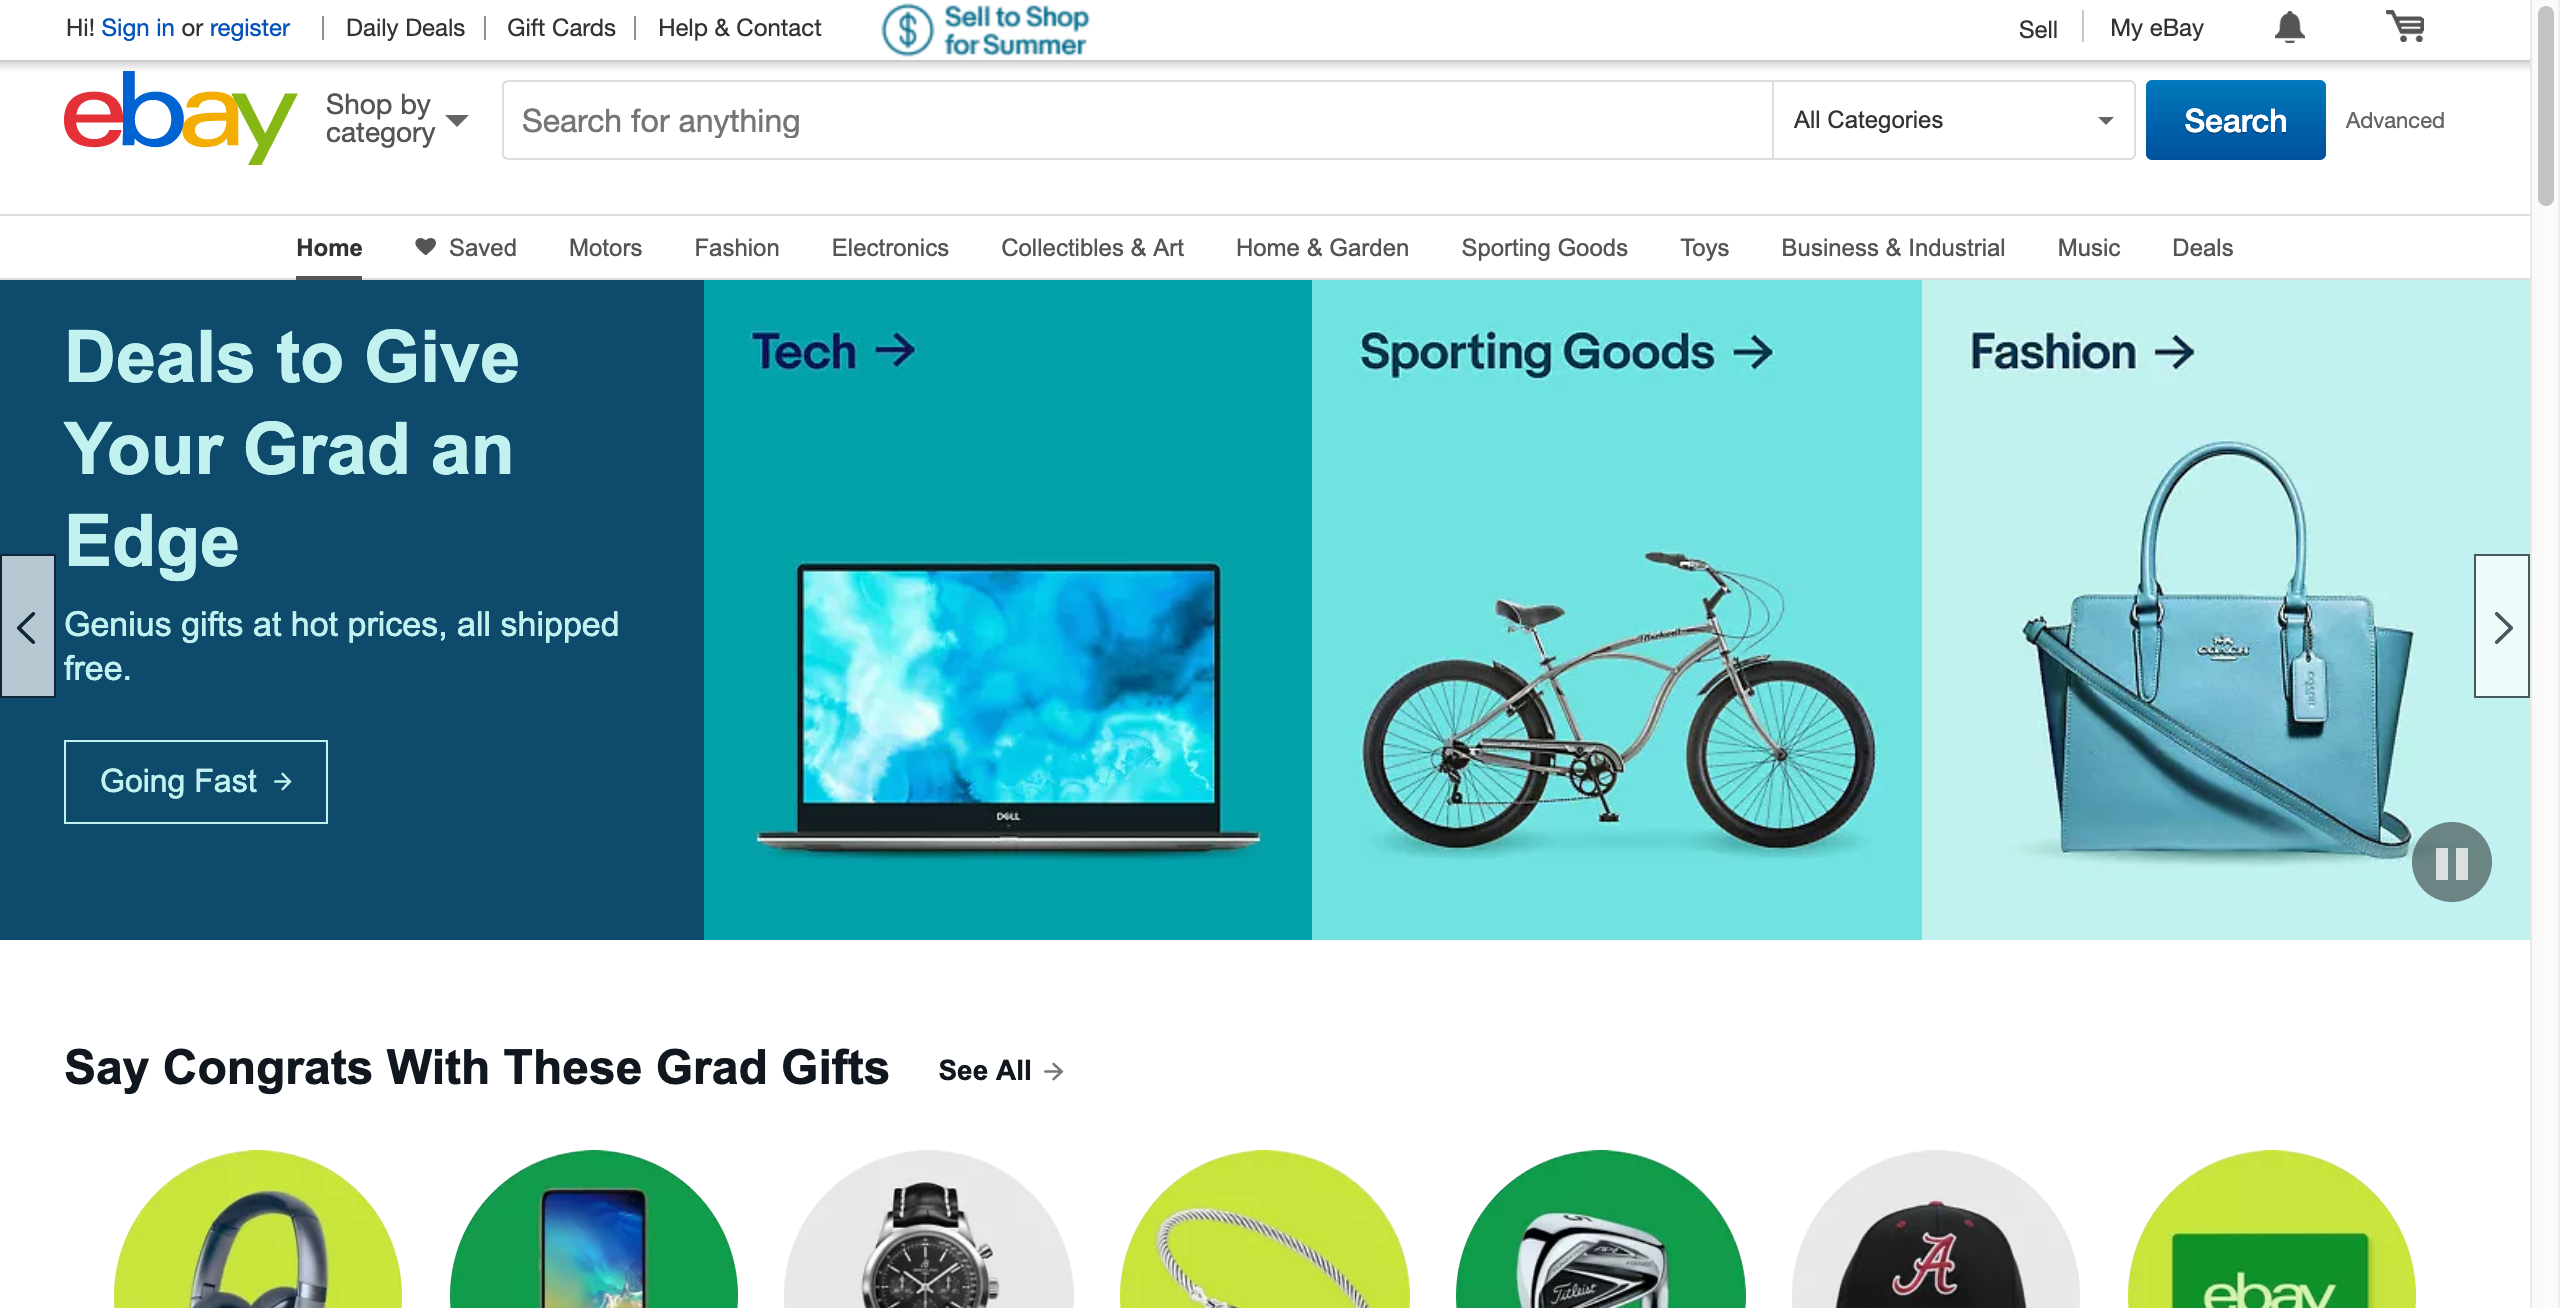 Hi! Sign in or register
Daily Deals
Gift Cards
Help & Contact
Sell to Shop
for Summer
Sell
My eBay
ebay
Shop by
category
Search for anything
All Categories
Search
Advanced
Home
Saved
Motors
Fashion
Electronics
Collectibles & Art
Home & Garden
Sporting Goods
Toys
Business & Industrial
Music
Deals
Deals to Give
Your Grad an
Edge
Genius gifts at hot prices, all shipped
free.
Going Fast
Tech
DELL
Sporting Goods
Fashion
COACH
Say Congrats With These Grad Gifts
See All
Titleist
A
ebay